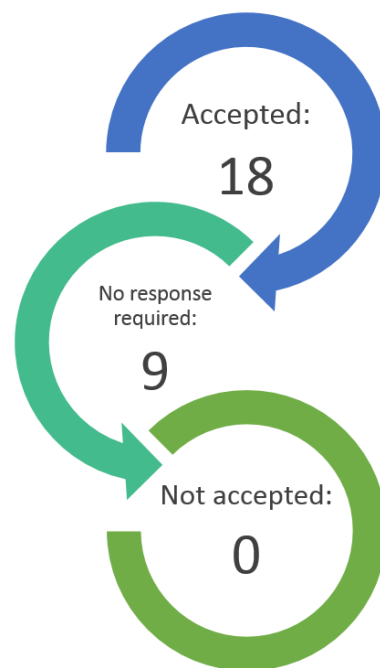 Accepted:
18
No response
required:
9
Not accepted:
0